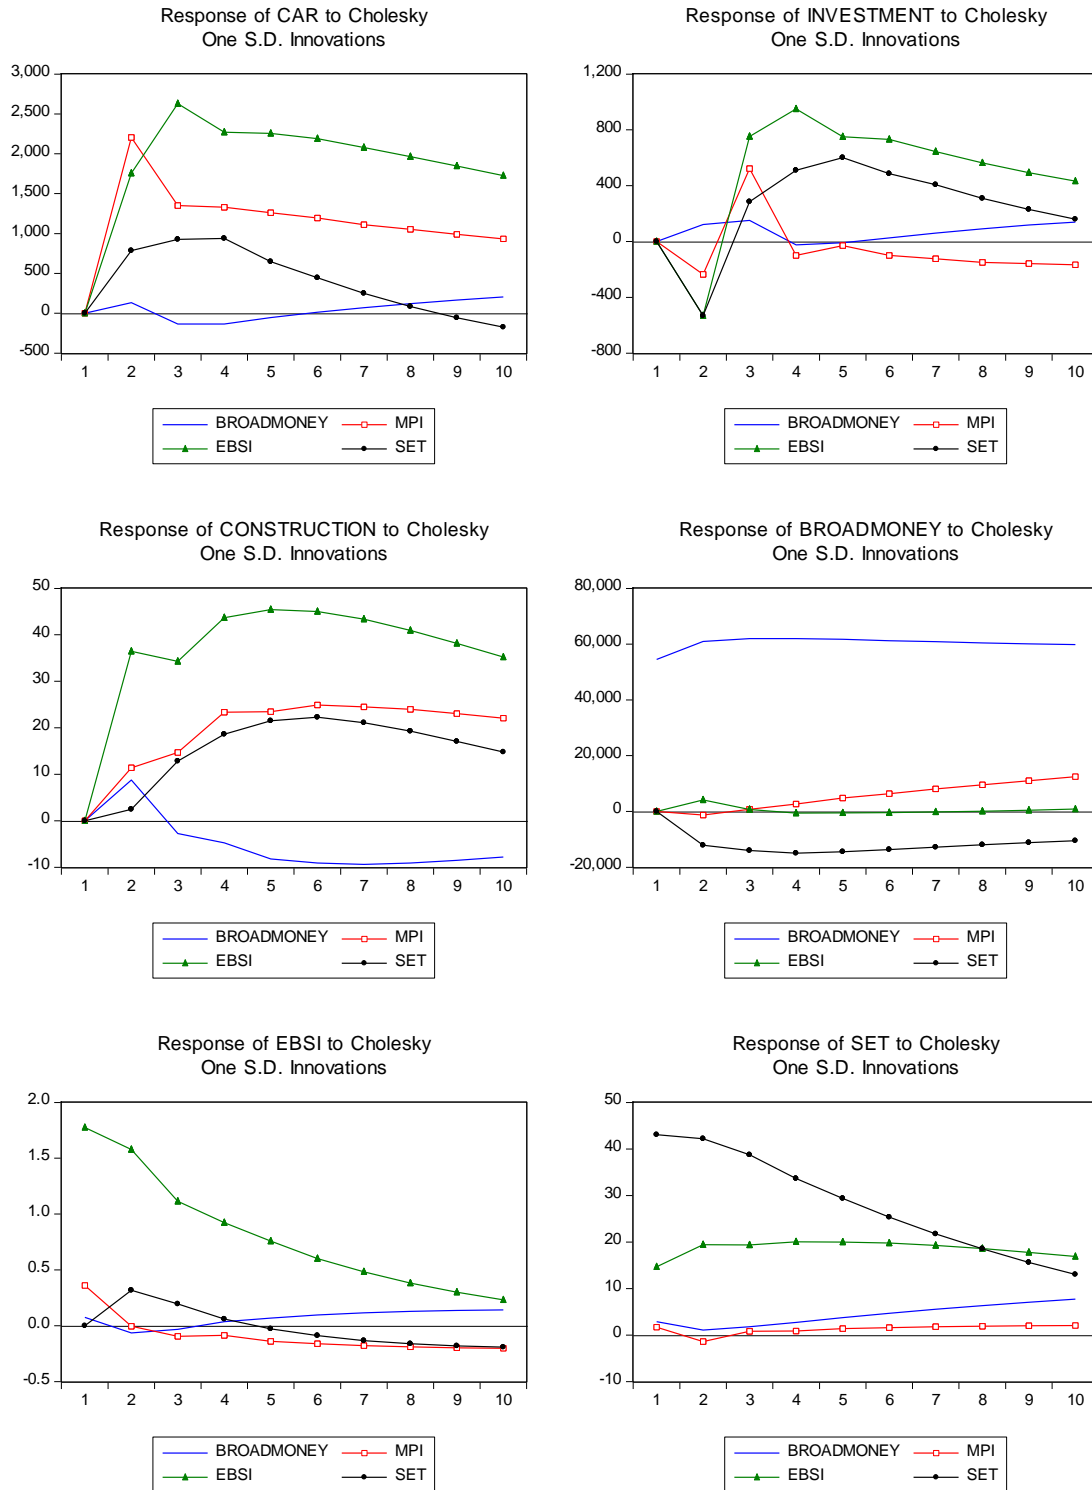 Response of CAR to Cholesky
One S.D. Innovations
3,000
2,500
2,000
1,500
1,000
500
0
-500
1 2 3 4 5 6 7 8 9 10
BROADMONEY MPI
EBSI SET
Response of INVESTMENT to Cholesky
One S.D. Innovations
1,200
800
400
0
-400
-800
1 2 3 4 5 6 7 8 9 10
BROADMONEY MPI
EBSI SET
Response of CONSTRUCTION to Cholesky
One S.D. Innovations
50
40
30
20
10
0
-10
1 2 3 4 5 6 7 8 9 10
BROADMONEY MPI
EBSI SET
Response of BROADMONEY to Cholesky
One S.D. Innovations
80,000
60,000
40,000
20,000
0
-20,000
1 2 3 4 5 6 7 8 9 10
BROADMONEY MPI
EBSI SET
Response of EBSI to Cholesky
One S.D. Innovations
2.0
1.5
1.0
0.5
0.0
-0.5
1 2 3 4 5 6 7 8 9 10
BROADMONEY MPI
EBSI SET
Response of SET to Cholesky
One S.D. Innovations
50
40
30
20
10
0
-10
1 2 3 4 5 6 7 8 9 10
BROADMONEY MPI
EBSI SET